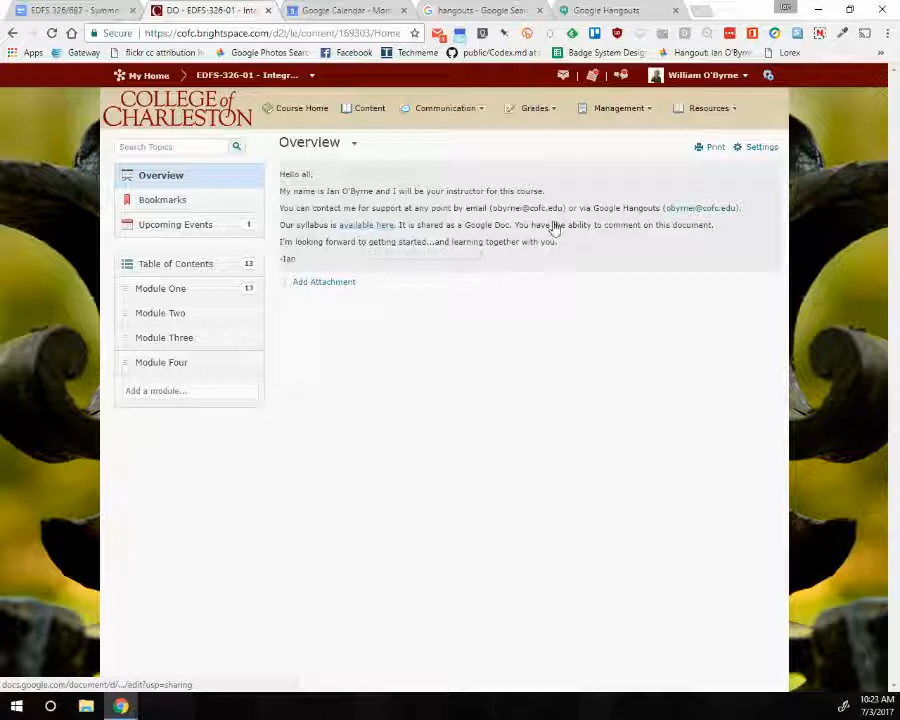 EDFS 326/687 - Summe
DO - EDFS-326-01 - Inte
Google Calendar - Mon
hangouts - Google Sea
Google Hangouts
Secure
https://cofc.brightspace.com/d2l/le/content/169303/Home
Apps
Gateway
flickr cc attribution
Google Photos Searc
Facebook
Techmeme
public/Codex.md at
Badge System Design
Hangout Ian O'Byrne
Lorex
My Home
EDFS-326-01 - Integr...
William O'Byrne
COLLEGE of
CHARLESTON
Course Home
Content
Communication
Grades
Management
Resources
Search Topics
Overview
Print
Settings
Overview
Bookmarks
Upcoming Events 1
Table of Contents 13
Module One 13
Module Two
Module Three
Module Four
Add a module...
Hello all,
My name is Ian O'Byrne and I will be your instructor for this course.
You can contact me for support at any point by email (obyrnei@cofc.edu) or via Google Hangouts (obyrnei@cofc.edu).
Our syllabus is available here. It is shared as a Google Doc. You have the ability to comment on this document.
I'm looking forward to getting started...and learning together with you.
-Ian
Add Attachment
docs.google.com/document/d/.../edit?usp=sharing
10:23 AM
7/3/2017